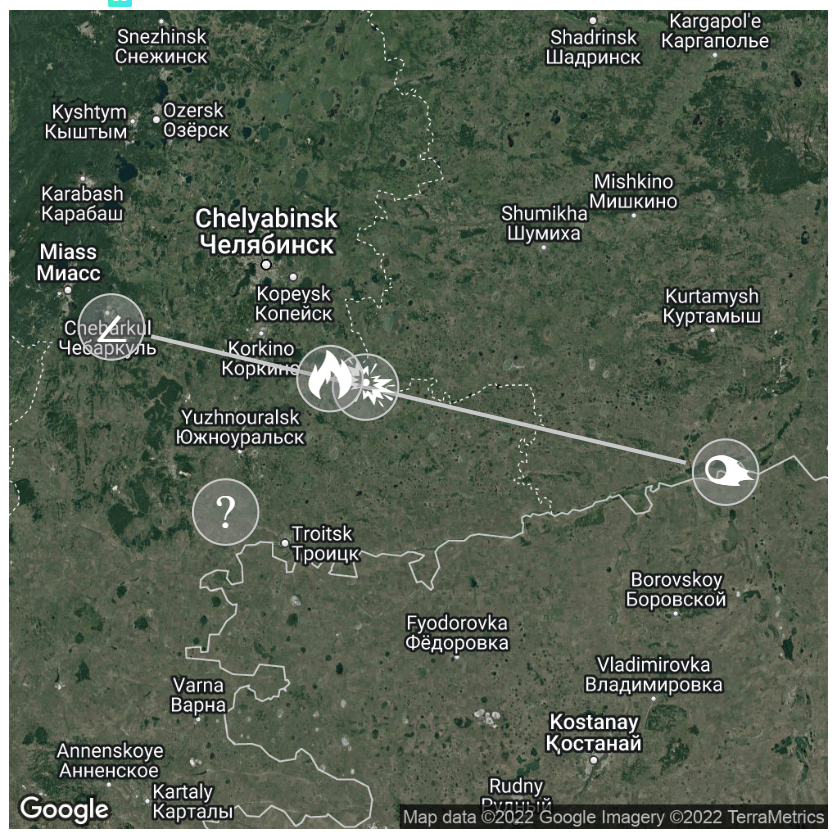 Snezhinsk
Снежинск
Shadrinsk
Шадринск
Kargapol'e
Каргаполье
Kyshtym
Кыштым
Ozersk
Озёрск
Karabash
Карабаш
Mishkino
Мишкино
Chelyabinsk
Челябинск
Shumikha
Шумиха
Miass
Миасс
Kopeysk
Копейск
Kurtamysh
Куртамыш
Chebarkul
Чебаркуль
Korkino
Коркино
Yuzhnouralsk
Южноуральск
?
Troitsk
Троицк
Borovskoy
Боровской
Fyodorovka
Фёдоровка
Vladimirovka
Владимировка
Varna
Варна
Kostanay
Қостанай
Annenskoye
Анненское
Kartaly
Карталы
Rudny
Рудный
Google
Map data ©2022 Google Imagery ©2022 TerraMetrics